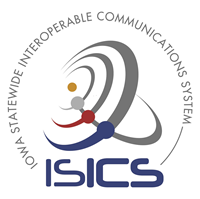 IOWA STATEWIDE INTEROPERABLE COMMUNICATIONS SYSTEM
ISICS